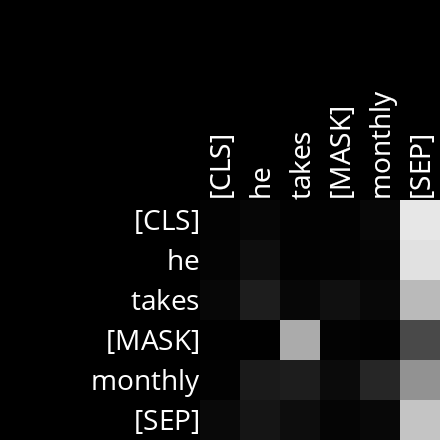 [CLS]
he
takes
[MASK]
monthly
[SEP]
[CLS]
he
takes
[MASK]
monthly
[SEP]